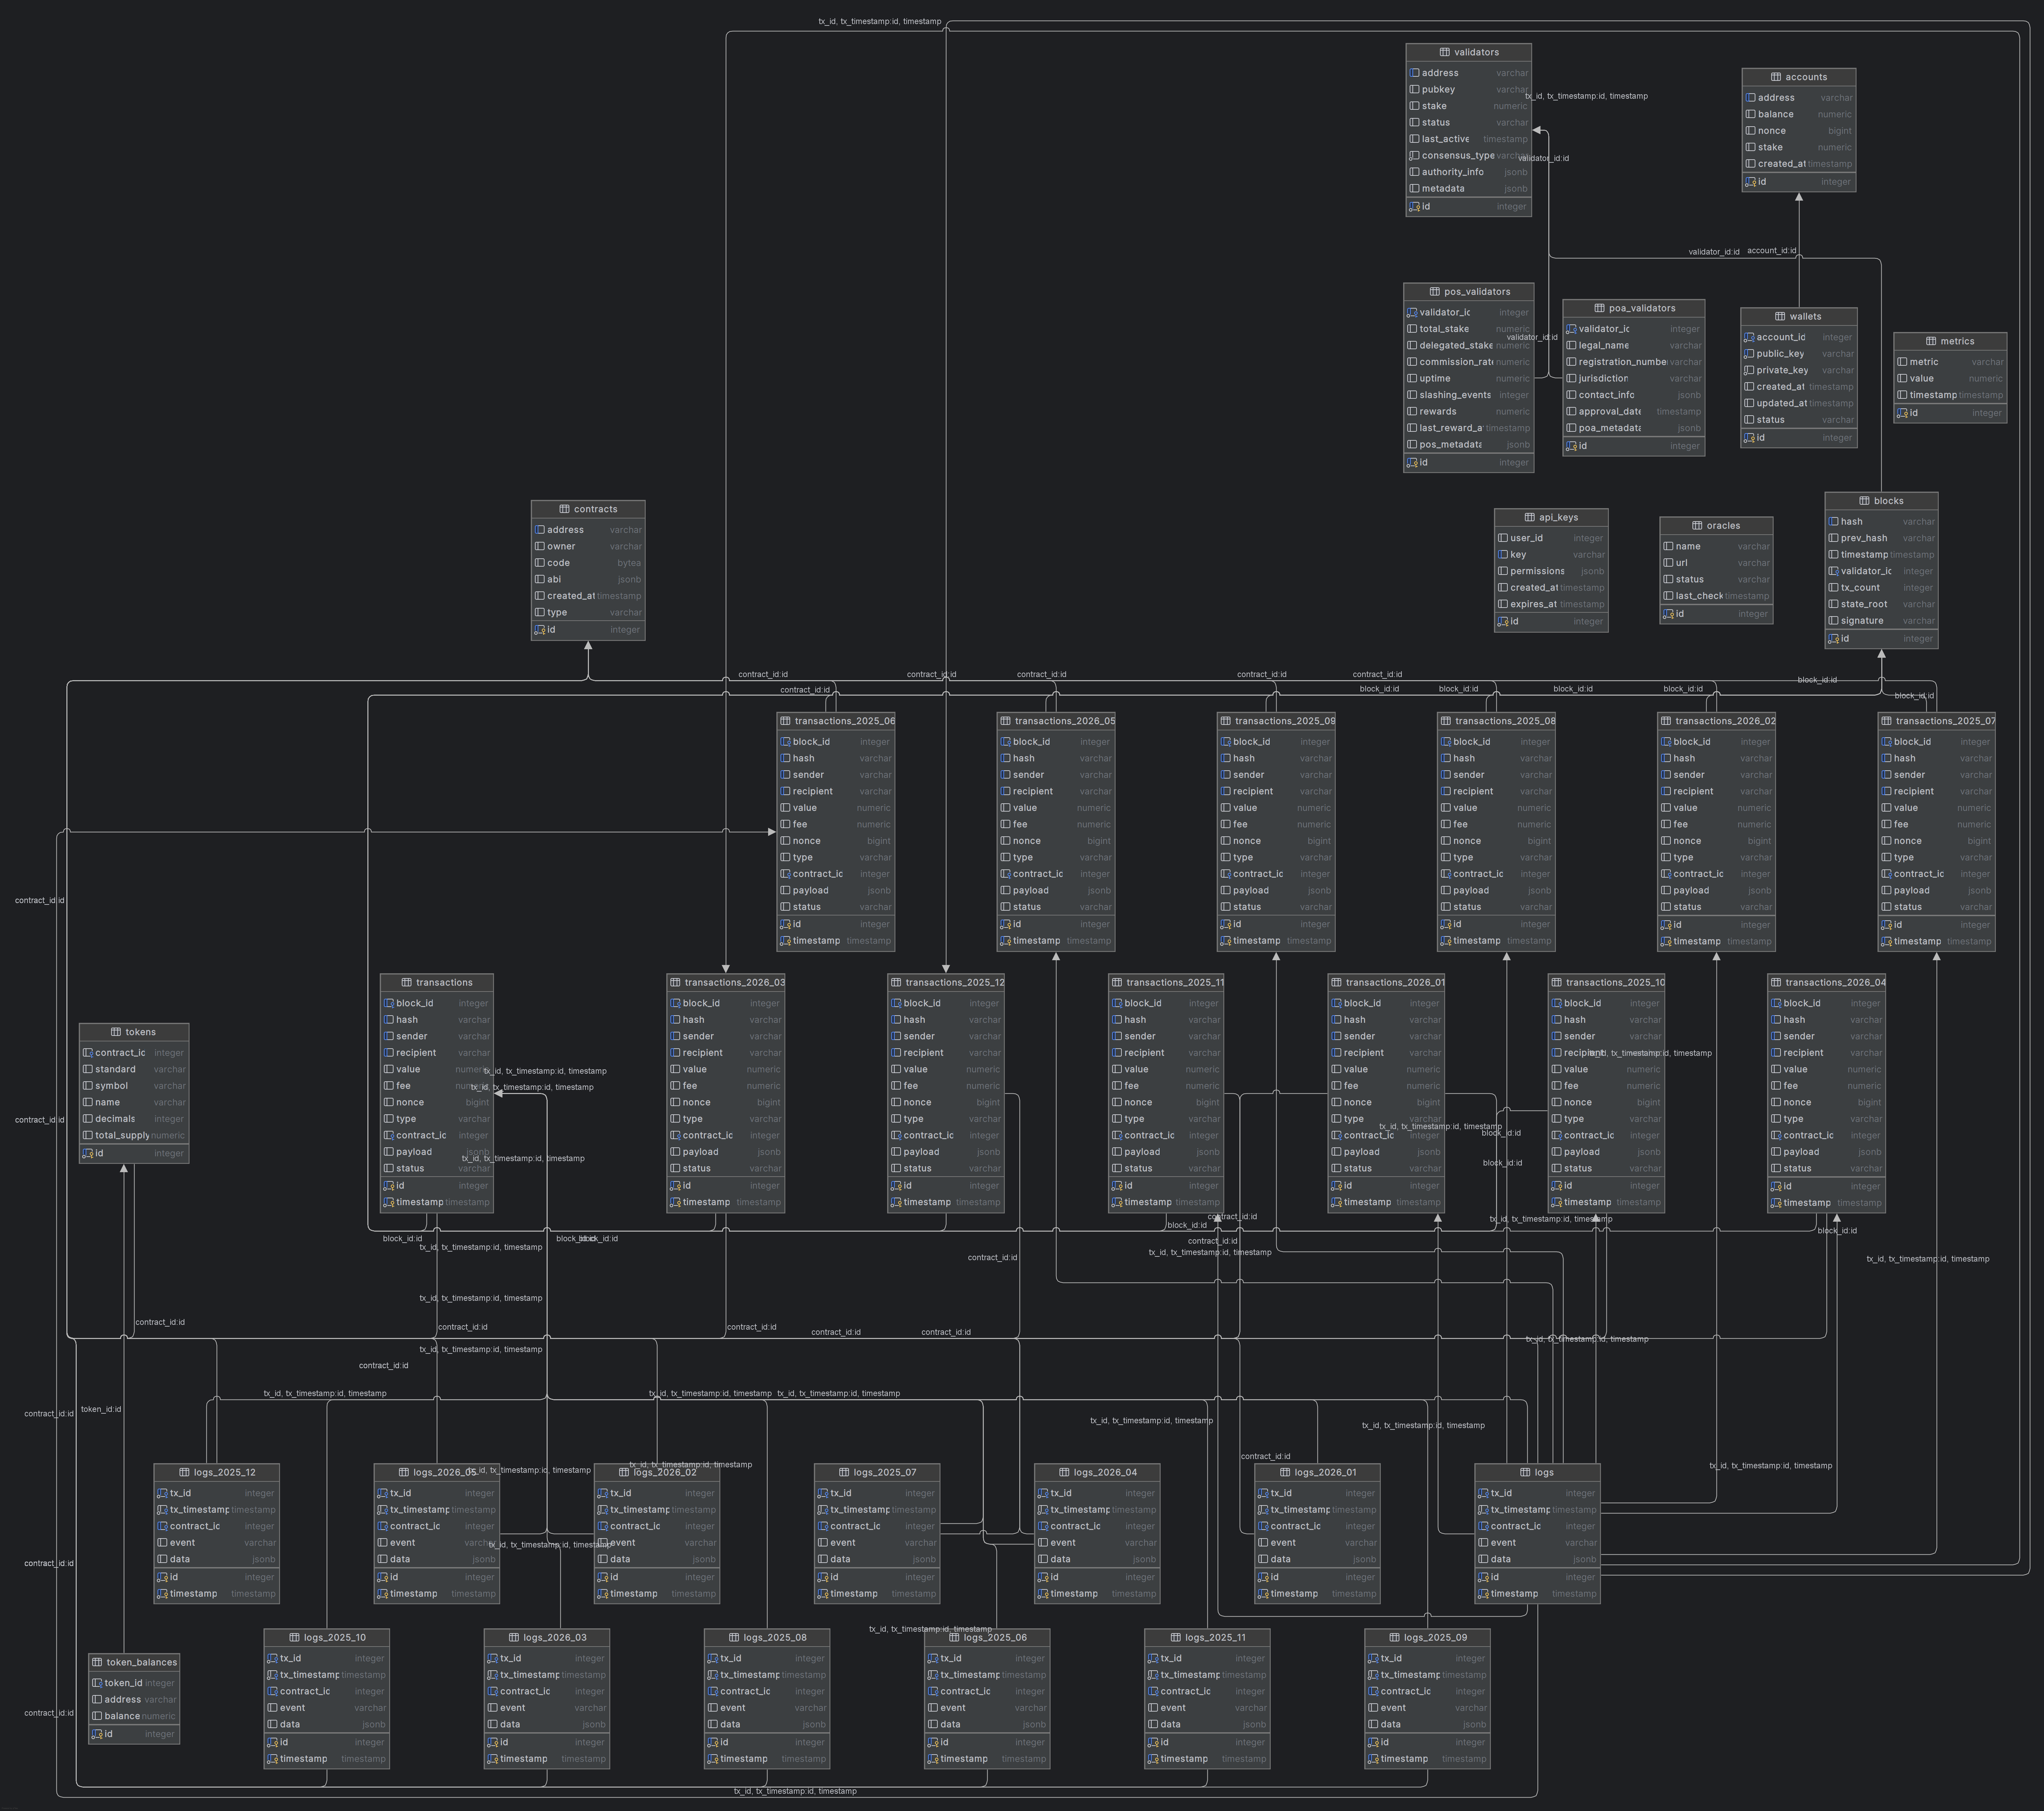 tx_id, tx_timestamp:id, timestamp
validators
address varchar
pubkey varchar
stake numeric
status varchar
last_active timestamp
consensus_type varchar
authority_info jsonb
metadata jsonb
id integer
tx_id, tx_timestamp:id, timestamp
validator_id:id
accounts
address varchar
balance numeric
nonce bigint
stake numeric
created_at timestamp
id integer
validator_id:id
account_id:id
pos_validators
validator_ic integer
total_stake numeric
delegated_stake numeric
commission_rate numeric
uptime numeric
slashing_events integer
rewards numeric
last_reward_a timestamp
pos_metadata jsonb
id integer
validator_id:id
poa_validators
validator_ic integer
legal_name varchar
registration_number varchar
jurisdiction varchar
contact_info jsonb
approval_date timestamp
poa_metadata jsonb
id integer
wallets
account_id integer
public_key varchar
private_key varchar
created_at timestamp
updated_at timestamp
status varchar
id integer
metrics
metric varchar
value numeric
timestamp timestamp
id integer
contracts
address varchar
owner varchar
code bytea
abi jsonb
created_at timestamp
type varchar
id integer
api_keys
user_id integer
key varchar
permissions jsonb
created_at timestamp
expires_at timestamp
id integer
oracles
name varchar
url varchar
status varchar
last_check timestamp
id integer
blocks
hash varchar
prev_hash varchar
timestamp timestamp
validator_ic integer
tx_count integer
state_root varchar
signature varchar
id integer
contract_id:id
contract_id:id
contract_id:id
contract_id:id
contract_id:id
block_id:id
contract_id:id
block_id:id
block_id:id
block_id:id
block_id:id
block_id:id
transactions_2025_06
block_id integer
hash varchar
sender varchar
recipient varchar
value numeric
fee numeric
nonce bigint
type varchar
contract_ic integer
payload jsonb
status varchar
id integer
timestamp timestamp
transactions_2026_05
block_id integer
hash varchar
sender varchar
recipient varchar
value numeric
fee numeric
nonce bigint
type varchar
contract_ic integer
payload jsonb
status varchar
id integer
timestamp timestamp
transactions_2025_09
block_id integer
hash varchar
sender varchar
recipient varchar
value numeric
fee numeric
nonce bigint
type varchar
contract_ic integer
payload jsonb
status varchar
id integer
timestamp timestamp
transactions_2025_08
block_id integer
hash varchar
sender varchar
recipient varchar
value numeric
fee numeric
nonce bigint
type varchar
contract_ic integer
payload jsonb
status varchar
id integer
timestamp timestamp
transactions_2026_02
block_id integer
hash varchar
sender varchar
recipient varchar
value numeric
fee numeric
nonce bigint
type varchar
contract_ic integer
payload jsonb
status varchar
id integer
timestamp timestamp
transactions_2025_07
block_id integer
hash varchar
sender varchar
recipient varchar
value numeric
fee numeric
nonce bigint
type varchar
contract_ic integer
payload jsonb
status varchar
id integer
timestamp timestamp
contract_id:id
contract_id:id
tokens
contract_ic integer
standard varchar
symbol varchar
name varchar
decimals integer
total_supply numeric
id integer
transactions
block_id integer
hash varchar
sender varchar
recipient varchar
value numeric
fee numeric
nonce bigint
type varchar
contract_ic integer
payload jsonb
status varchar
id integer
timestamp timestamp
tx_id, tx_timestamp:id, timestamp
tx_id, tx_timestamp:id, timestamp
tx_id, tx_timestamp:id, timestamp
transactions_2026_03
block_id integer
hash varchar
sender varchar
recipient varchar
value numeric
fee numeric
nonce bigint
type varchar
contract_ic integer
payload jsonb
status varchar
id integer
timestamp timestamp
transactions_2025_12
block_id integer
hash varchar
sender varchar
recipient varchar
value numeric
fee numeric
nonce bigint
type varchar
contract_ic integer
payload jsonb
status varchar
id integer
timestamp timestamp
transactions_2025_11
block_id integer
hash varchar
sender varchar
recipient varchar
value numeric
fee numeric
nonce bigint
type varchar
contract_ic integer
payload jsonb
status varchar
id integer
timestamp timestamp
transactions_2026_01
block_id integer
hash varchar
sender varchar
recipient varchar
value numeric
fee numeric
nonce bigint
type varchar
contract_ic integer
payload jsonb
status varchar
id integer
timestamp timestamp
tx_id, tx_timestamp:id, timestamp
block_id:id
block_id:id
transactions_2025_10
block_id integer
hash varchar
sender varchar
recipient varchar
tx_id, tx_timestamp:id, timestamp
value numeric
fee numeric
nonce bigint
type varchar
contract_ic integer
payload jsonb
status varchar
id integer
timestamp timestamp
transactions_2026_04
block_id integer
hash varchar
sender varchar
recipient varchar
value numeric
fee numeric
nonce bigint
type varchar
contract_ic integer
payload jsonb
status varchar
id integer
timestamp timestamp
contract_id:id
tx_id, tx_timestamp:id, timestamp
block_id:id
block_id:id
block_id:id
block_id:id
block_id:id
contract_id:id
tx_id, tx_timestamp:id, timestamp
tx_id, tx_timestamp:id, timestamp
contract_id:id
tx_id, tx_timestamp:id, timestamp
tx_id, tx_timestamp:id, timestamp
contract_id:id
contract_id:id
contract_id:id
contract_id:id
contract_id:id
tx_id, tx_timestamp:id, timestamp
tx_id, tx_timestamp:id, timestamp
contract_id:id
tx_id, tx_timestamp:id, timestamp
tx_id, tx_timestamp:id, timestamp
tx_id, tx_timestamp:id, timestamp
token_id:id
contract_id:id
tx_id, tx_timestamp:id, timestamp
tx_id, tx_timestamp:id, timestamp
contract_id:id
tx_id, tx_timestamp:id, timestamp
tx_id, tx_timestamp:id, timestamp
logs_2025_12
tx_id integer
tx_timestamp timestamp
contract_ic integer
event varchar
data jsonb
id integer
timestamp timestamp
logs_2026_05
tx_id, tx_timestamp:id, timestamp
tx_id integer
tx_timestamp timestamp
contract_ic integer
event varchar
data jsonb
id integer
timestamp timestamp
logs_2026_02
tx_id integer
tx_timestamp timestamp
contract_ic integer
event varchar
tx_id, tx_timestamp:id, timestamp
data jsonb
id integer
timestamp timestamp
logs_2025_07
tx_id integer
tx_timestamp timestamp
contract_ic integer
event varchar
data jsonb
id integer
timestamp timestamp
logs_2026_04
tx_id integer
tx_timestamp timestamp
contract_ic integer
event varchar
data jsonb
id integer
timestamp timestamp
logs_2026_01
tx_id integer
tx_timestamp timestamp
contract_ic integer
event varchar
data jsonb
id integer
timestamp timestamp
logs
tx_id integer
tx_timestamp timestamp
contract_ic integer
event varchar
data jsonb
id integer
timestamp timestamp
contract_id:id
tx_id, tx_timestamp:id, timestamp
token_balances
token_id integer
address varchar
balance numeric
id integer
logs_2025_10
tx_id integer
tx_timestamp timestamp
contract_ic integer
event varchar
data jsonb
id integer
timestamp timestamp
logs_2026_03
tx_id integer
tx_timestamp timestamp
contract_ic integer
event varchar
data jsonb
id integer
timestamp timestamp
logs_2025_08
tx_id integer
tx_timestamp timestamp
contract_ic integer
event varchar
data jsonb
id integer
timestamp timestamp
logs_2025_06
tx_id integer
tx_timestamp timestamp
contract_ic integer
event varchar
data jsonb
id integer
timestamp timestamp
logs_2025_11
tx_id integer
tx_timestamp timestamp
contract_ic integer
event varchar
data jsonb
id integer
timestamp timestamp
logs_2025_09
tx_id integer
tx_timestamp timestamp
contract_ic integer
event varchar
data jsonb
id integer
timestamp timestamp
contract_id:id
tx_id, tx_timestamp:id, timestamp